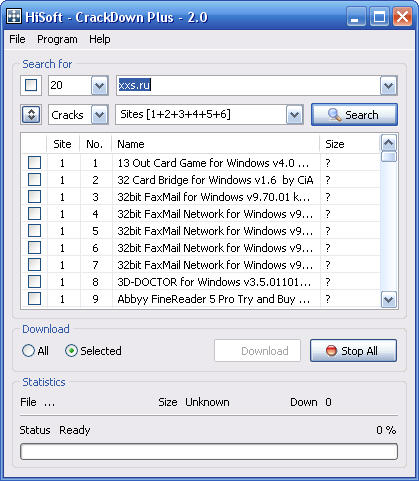 HiSoft - CrackDown Plus - 2.0
File Program Help
Search for
20 xxs.ru
Cracks Sites [1+2+3+4+5+6] Search
Site No. Name Size
1 1 13 Out Card Game for Windows v4.0 ... ?
1 2 32 Card Bridge for Windows v1.6 by CiA ?
1 3 32bit FaxMail for Windows v9.70.01 k... ?
1 4 32bit FaxMail Network for Windows v9... ?
1 5 32bit FaxMail Network for Windows v9... ?
1 6 32bit FaxMail Network for Windows v9... ?
1 7 32bit FaxMail Network for Windows v9... ?
1 8 3D-DOCTOR for Windows v3.5.01101... ?
1 9 Abbyy FineReader 5 Pro Try and Buy ... ?
Download
All Selected Download Stop All
Statistics
File ... Size Unknown Down 0
Status Ready 0 %